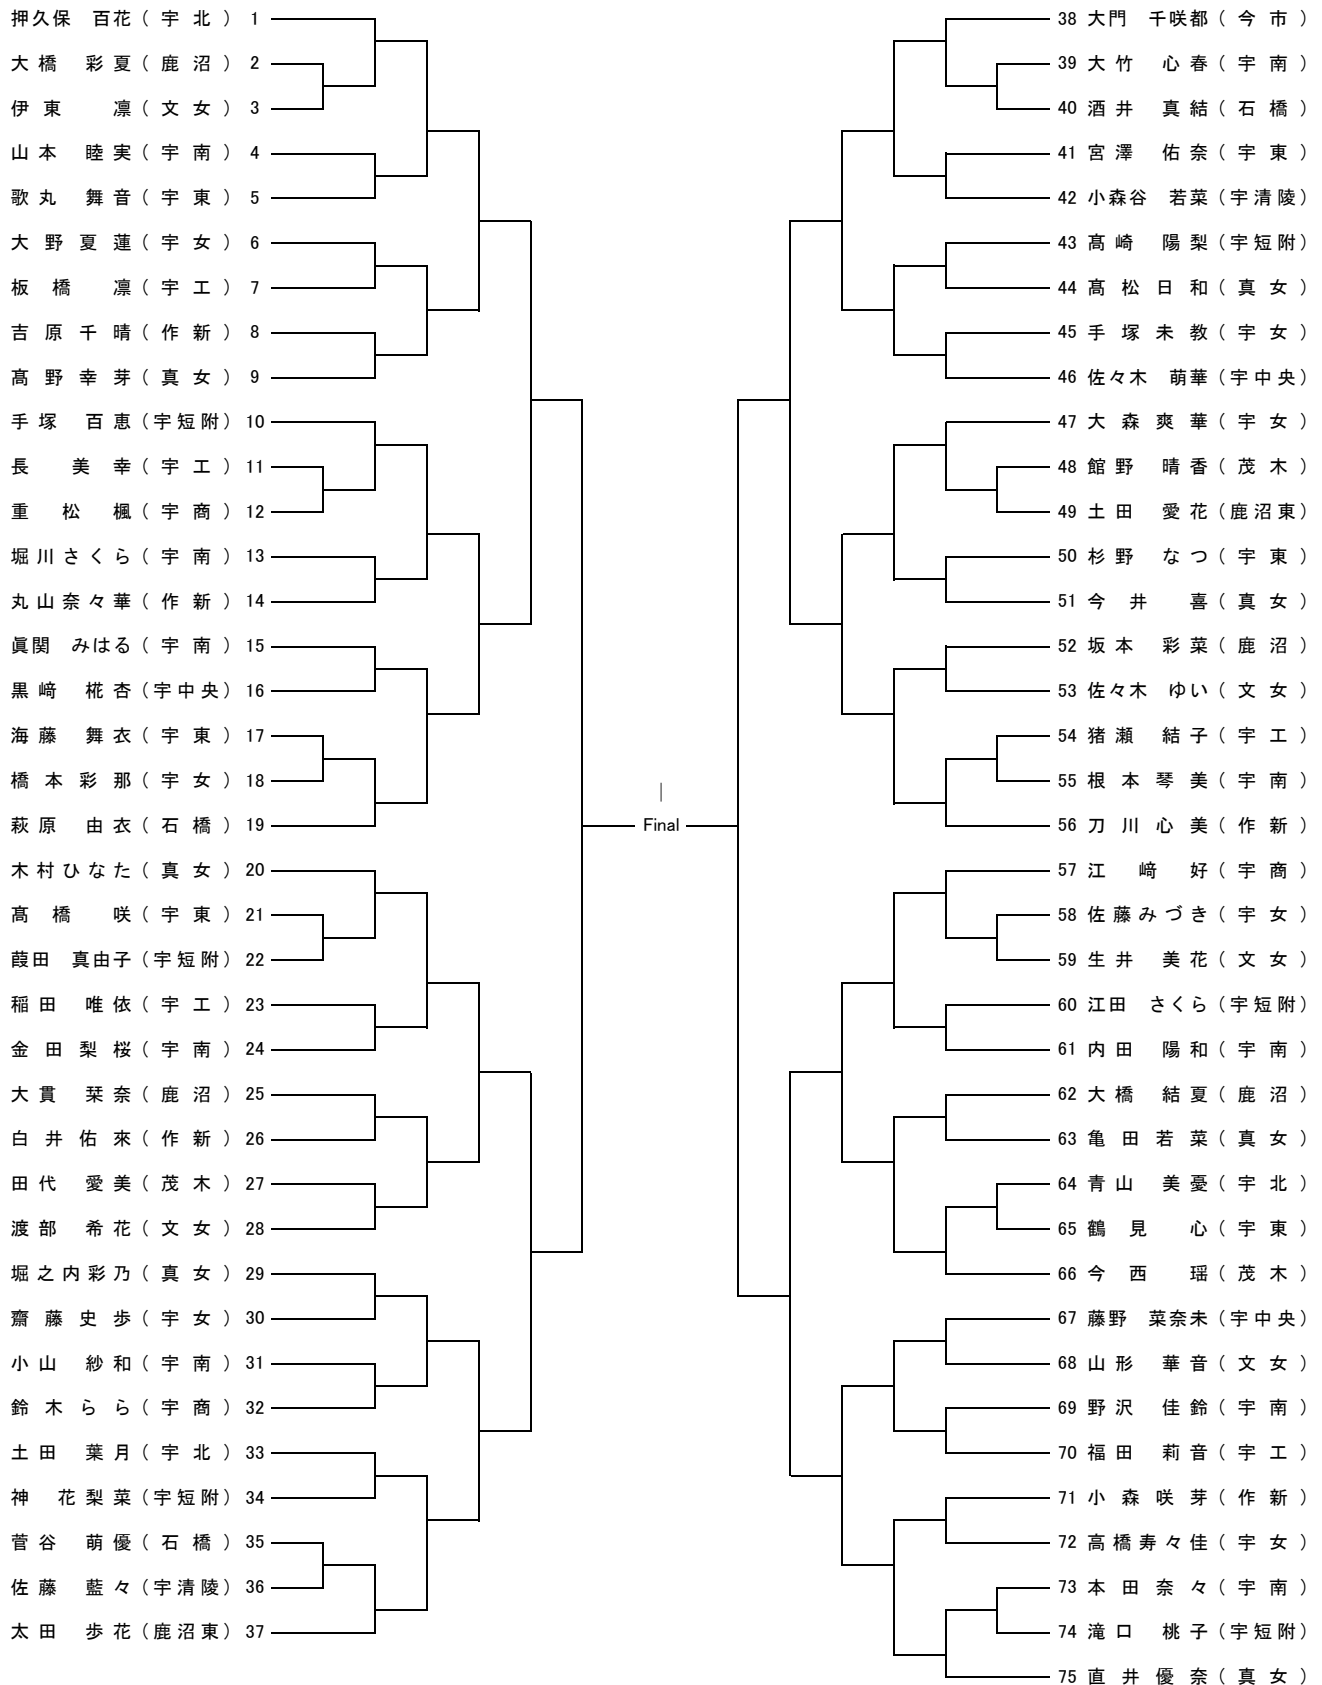 押久保 百花 ( 宇 北 ) 1
大 橋 彩 夏 ( 鹿 沼 ) 2
伊 東 凛 ( 文 女 ) 3
山 本 睦 実 ( 宇 南 ) 4
歌 丸 舞 音 ( 宇 東 ) 5
大 野 夏 蓮 ( 宇 女 ) 6
板 橋 凛 ( 宇 工 ) 7
吉 原 千 晴 ( 作 新 ) 8
髙 野 幸 芽 ( 真 女 ) 9
手 塚 百 恵 (宇短附) 10
長 美 幸 ( 宇 工 ) 11
重 松 楓 ( 宇 商 ) 12
堀 川 さ く ら ( 宇 南 ) 13
丸 山 奈 々 華 ( 作 新 ) 14
眞関 みはる ( 宇 南 ) 15
黒 﨑 椛 杏 (宇中央) 16
海 藤 舞 衣 ( 宇 東 ) 17
橋 本 彩 那 ( 宇 女 ) 18
萩 原 由 衣 ( 石 橋 ) 19
木 村 ひ な た ( 真 女 ) 20
髙 橋 咲 ( 宇 東 ) 21
葭田 真由子 (宇短附) 22
稲 田 唯 依 ( 宇 工 ) 23
金 田 梨 桜 ( 宇 南 ) 24
大 貫 栞 奈 ( 鹿 沼 ) 25
白 井 佑 來 ( 作 新 ) 26
田 代 愛 美 ( 茂 木 ) 27
渡 部 希 花 ( 文 女 ) 28
堀 之 内 彩 乃 ( 真 女 ) 29
齋 藤 史 歩 ( 宇 女 ) 30
小 山 紗 和 ( 宇 南 ) 31
鈴 木 ら ら ( 宇 商 ) 32
土 田 葉 月 ( 宇 北 ) 33
神 花 梨 菜 (宇短附) 34
菅 谷 萌 優 ( 石 橋 ) 35
佐 藤 藍 々 (宇清陵) 36
太 田 歩 花 (鹿沼東) 37
Final
38 大門 千咲都 ( 今 市 )
39 大 竹 心 春 ( 宇 南 )
40 酒 井 真 結 ( 石 橋 )
41 宮 澤 佑 奈 ( 宇 東 )
42 小森谷 若菜 (宇清陵)
43 髙 崎 陽 梨 (宇短附)
44 髙 松 日 和 ( 真 女 )
45 手 塚 未 教 ( 宇 女 )
46 佐々木 萌華 (宇中央)
47 大 森 爽 華 ( 宇 女 )
48 館 野 晴 香 ( 茂 木 )
49 土 田 愛 花 (鹿沼東)
50 杉 野 な つ ( 宇 東 )
51 今 井 喜 ( 真 女 )
52 坂 本 彩 菜 ( 鹿 沼 )
53 佐々木 ゆい ( 文 女 )
54 猪 瀬 結 子 ( 宇 工 )
55 根 本 琴 美 ( 宇 南 )
56 刀 川 心 美 ( 作 新 )
57 江 﨑 好 ( 宇 商 )
58 佐 藤 み づ き ( 宇 女 )
59 生 井 美 花 ( 文 女 )
60 江田 さくら (宇短附)
61 内 田 陽 和 ( 宇 南 )
62 大 橋 結 夏 ( 鹿 沼 )
63 亀 田 若 菜 ( 真 女 )
64 青 山 美 憂 ( 宇 北 )
65 鶴 見 心 ( 宇 東 )
66 今 西 瑶 ( 茂 木 )
67 藤野 菜奈未 (宇中央)
68 山 形 華 音 ( 文 女 )
69 野 沢 佳 鈴 ( 宇 南 )
70 福 田 莉 音 ( 宇 工 )
71 小 森 咲 芽 ( 作 新 )
72 高 橋 寿 々 佳 ( 宇 女 )
73 本 田 奈 々 ( 宇 南 )
74 滝 口 桃 子 (宇短附)
75 直 井 優 奈 ( 真 女 )